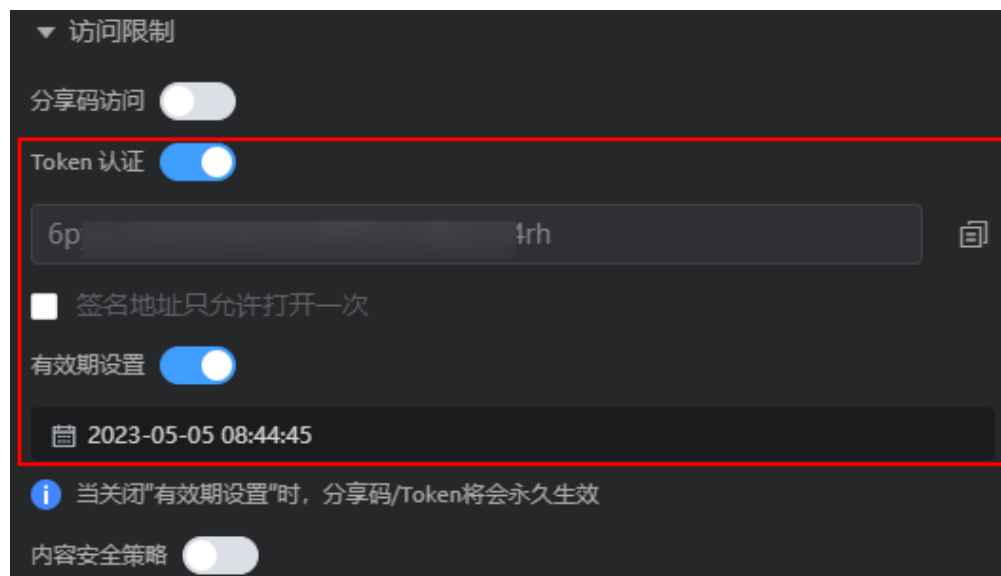 访问限制
分享码访问
Token 认证
6p 4rh
签名地址只允许打开一次
有效期设置
2023-05-05 08:44:45
当关闭"有效期设置"时，分享码/Token将会永久生效
内容安全策略